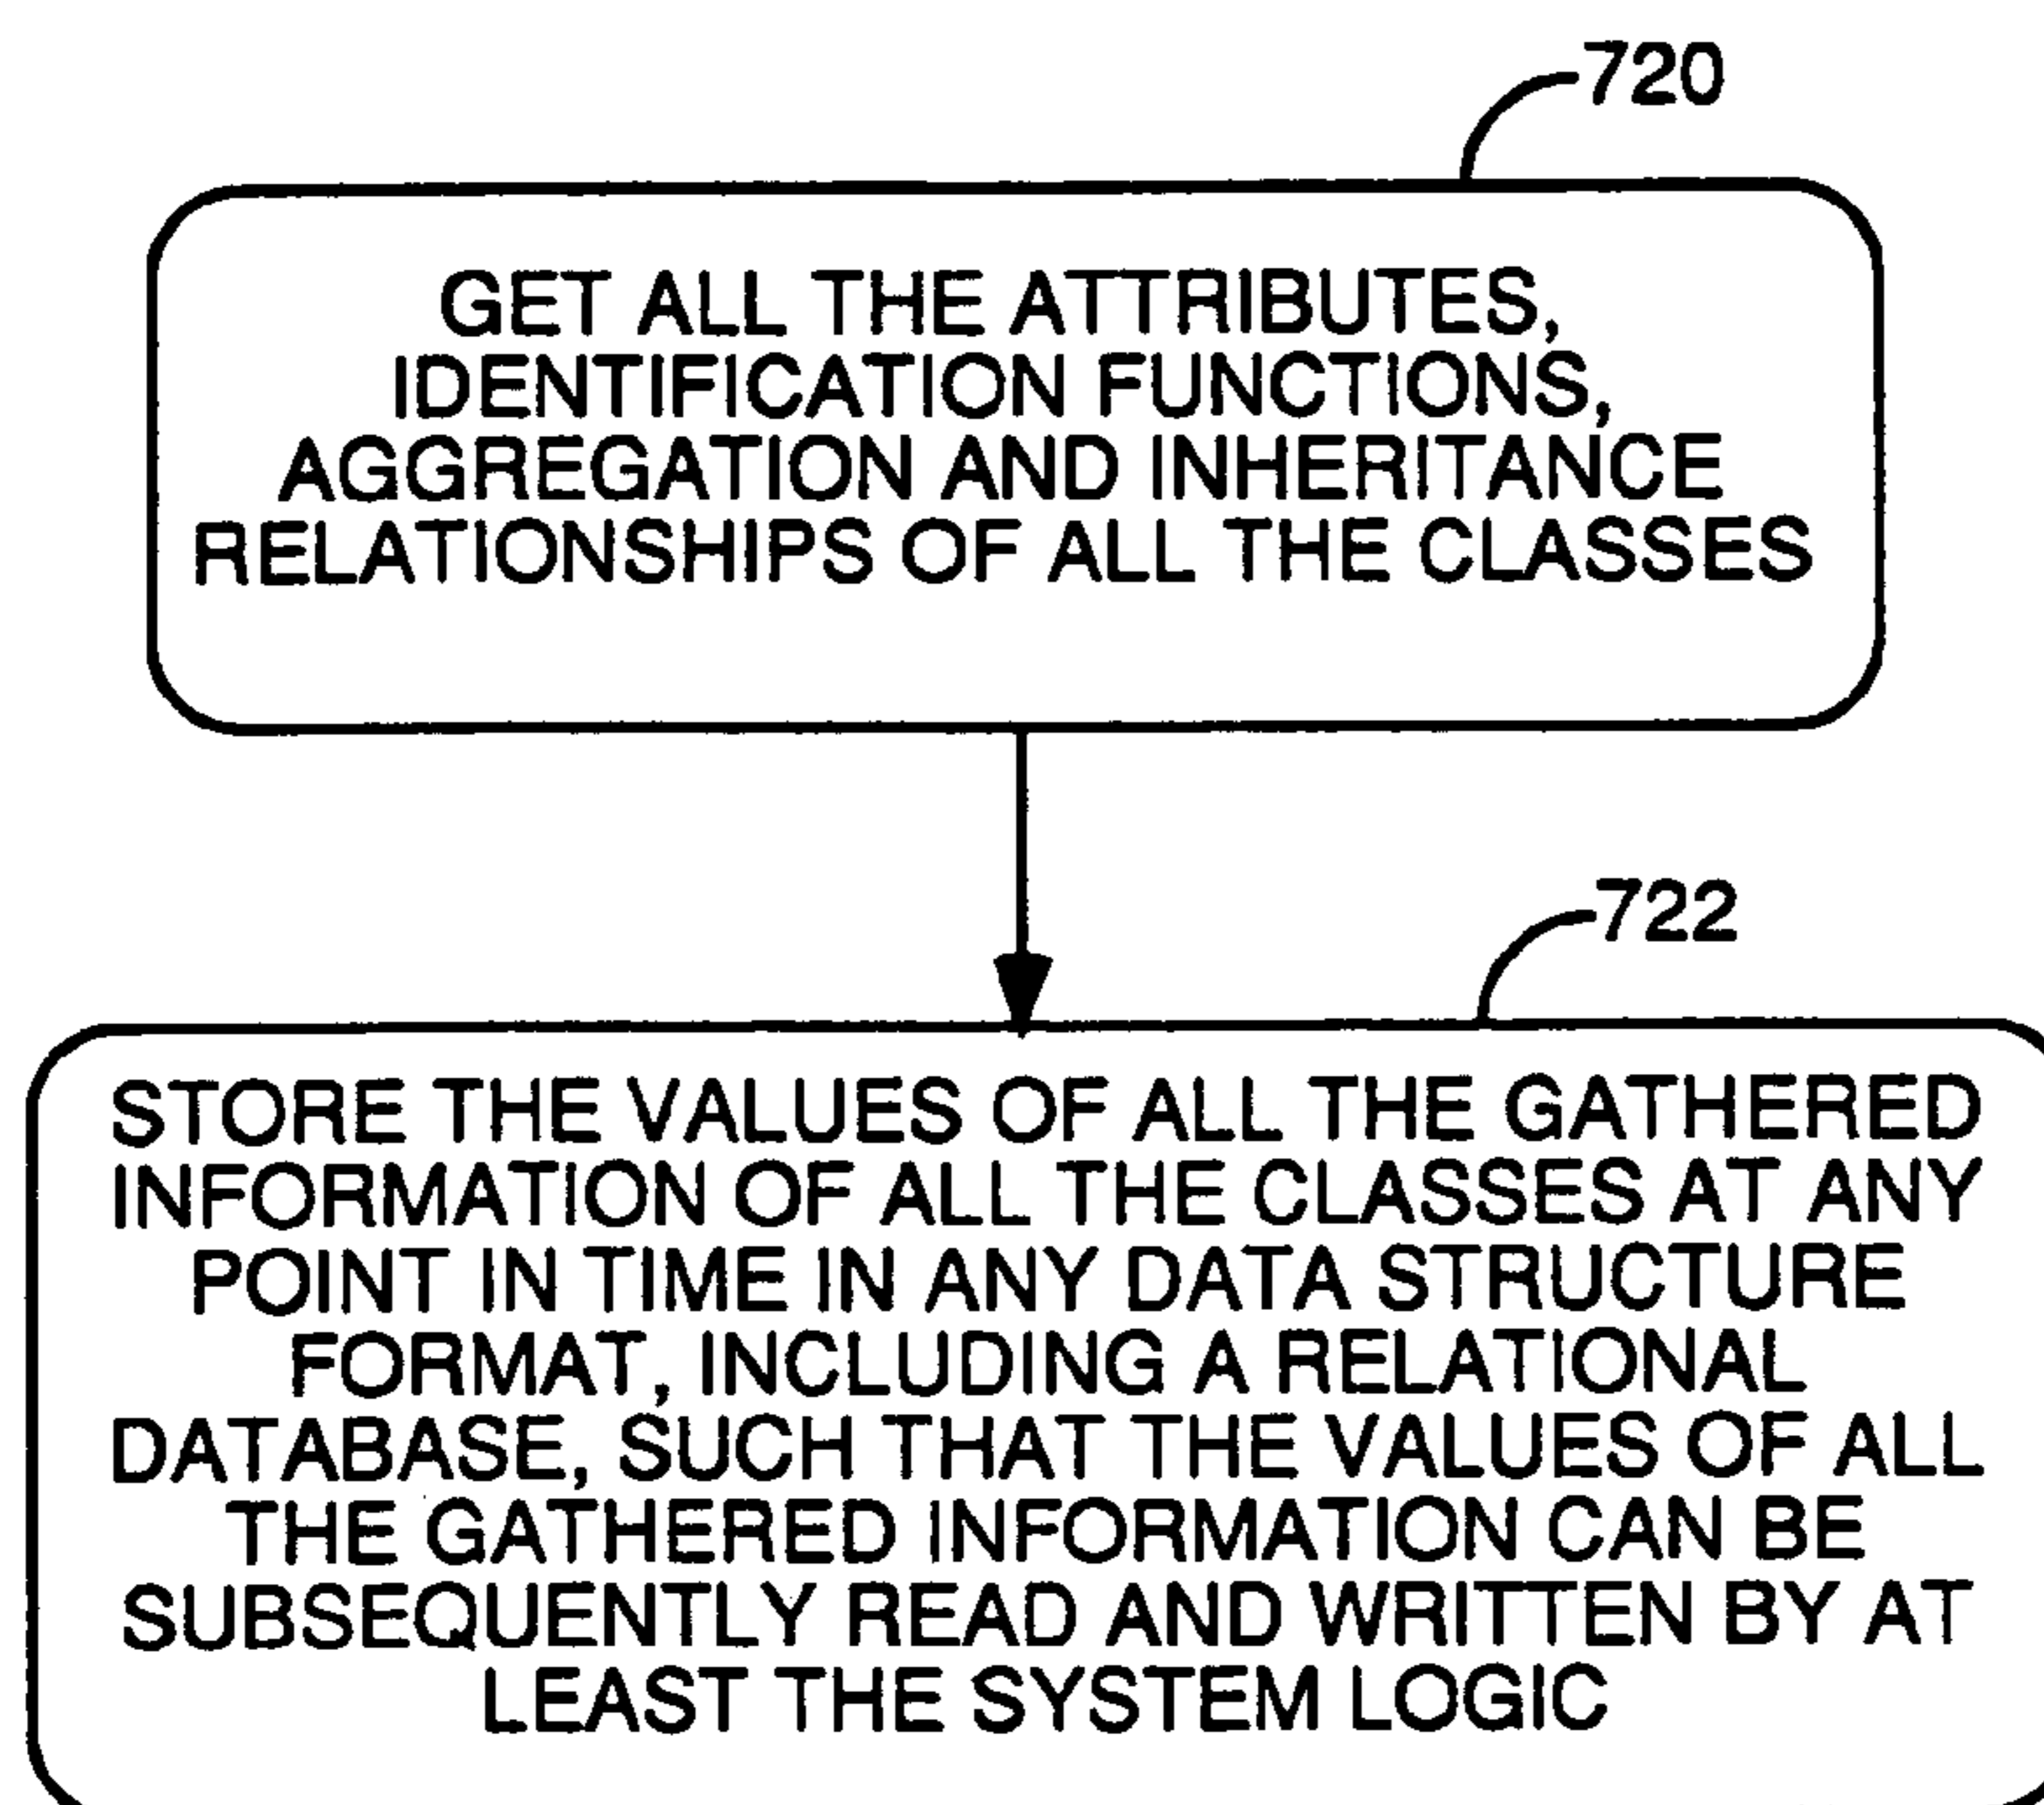 720
GET ALL THE ATTRIBUTES,
IDENTIFICATION FUNCTIONS,
AGGREGATION AND INHERITANCE
RELATIONSHIPS OF ALL THE CLASSES
722
STORE THE VALUES OF ALL THE GATHERED
INFORMATION OF ALL THE CLASSES AT ANY
POINT IN TIME IN ANY DATA STRUCTURE
FORMAT, INCLUDING A RELATIONAL
DATABASE, SUCH THAT THE VALUES OF ALL
THE GATHERED INFORMATION CAN BE
SUBSEQUENTLY READ AND WRITTEN BY AT
LEAST THE SYSTEM LOGIC